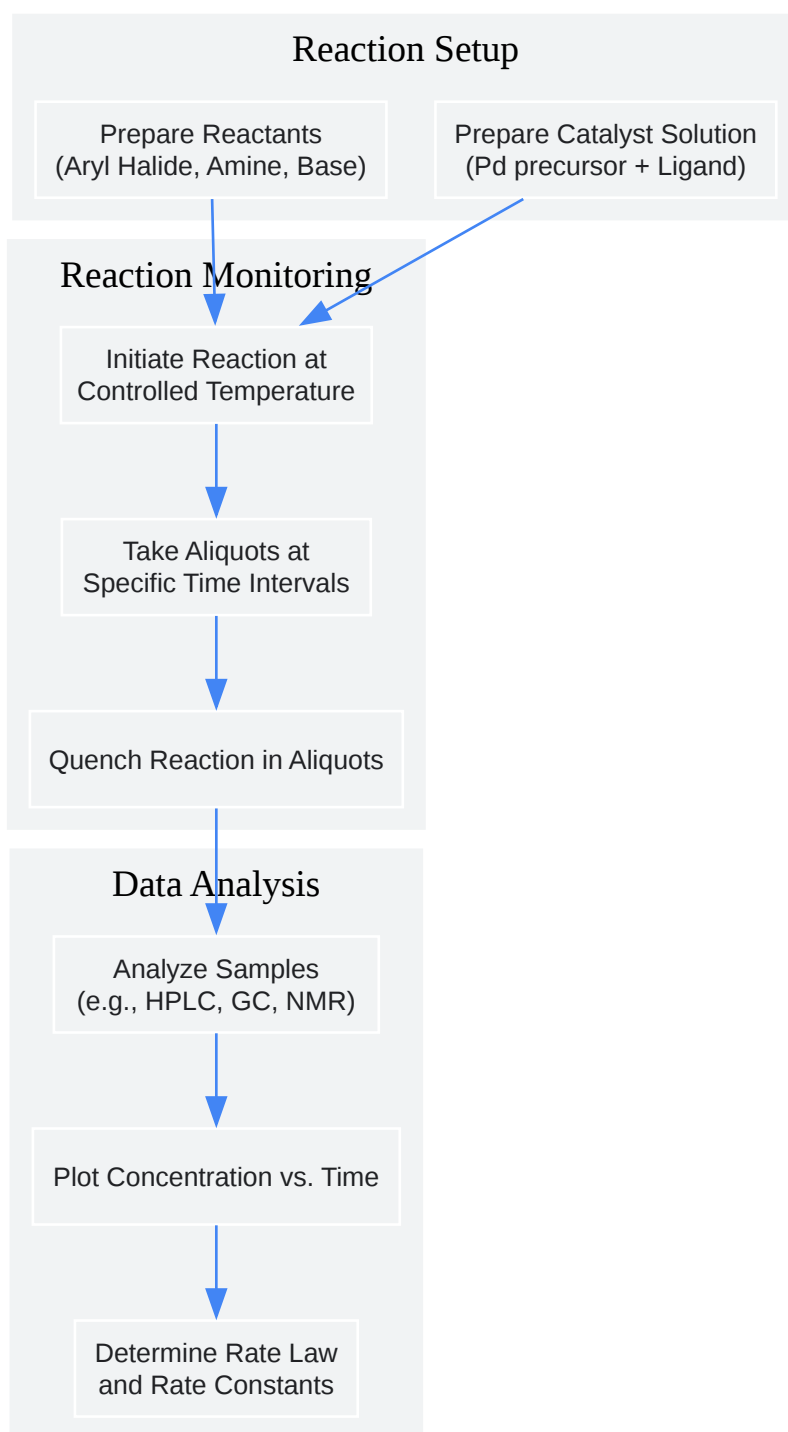 Reaction Setup
Prepare Reactants
(Aryl Halide, Amine, Base)
Prepare Catalyst Solution
(Pd precursor + Ligand)
Reaction Monitoring
Initiate Reaction at
Controlled Temperature
Take Aliquots at
Specific Time Intervals
Quench Reaction in Aliquots
Data Analysis
Analyze Samples
(e.g., HPLC, GC, NMR)
Plot Concentration vs. Time
Determine Rate Law
and Rate Constants